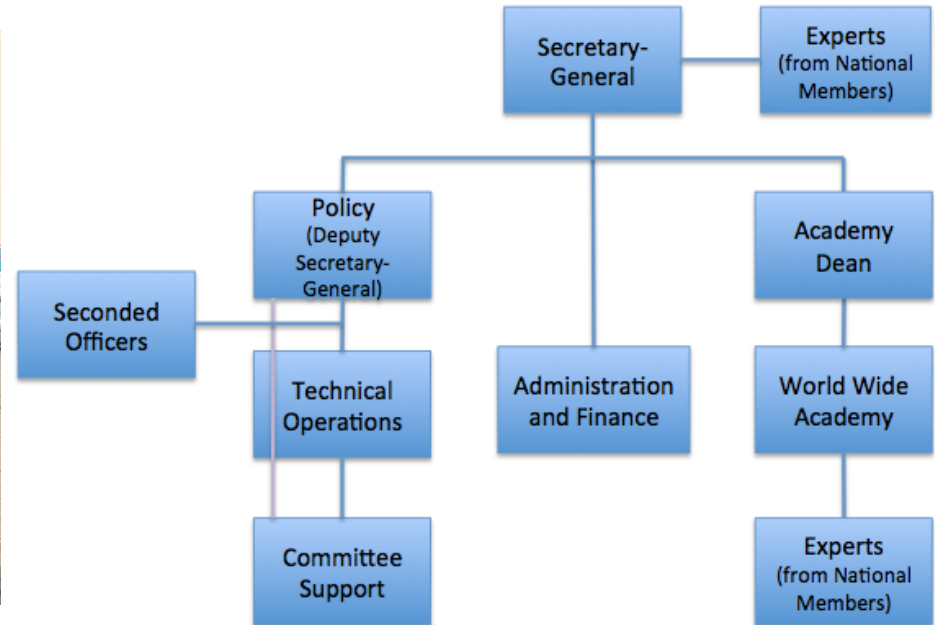 Secretary-
General
Experts
(from National
Members)
Policy
(Deputy
Secretary-
General)
Academy
Dean
Seconded
Officers
Technical
Operations
Administration
and Finance
World Wide
Academy
Committee
Support
Experts
(from National
Members)